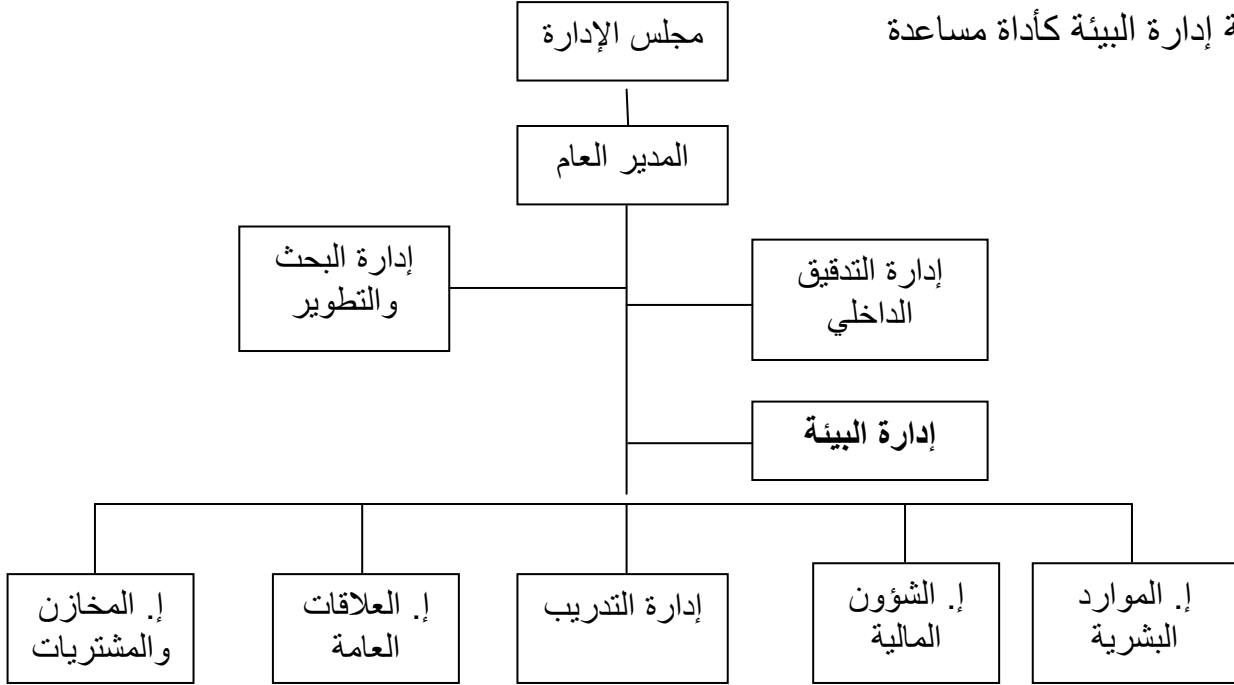 إدارة البيئة كأداة مساعدة
مجلس الإدارة
المدير العام
إدارة التدقيق
الداخلي
إدارة البحث
والتطوير
إدارة البيئة
إ. الموارد
البشرية
إ. الشؤون
المالية
إدارة التدريب
إ. العلاقات
العامة
إ. المخازن
والمشتريات